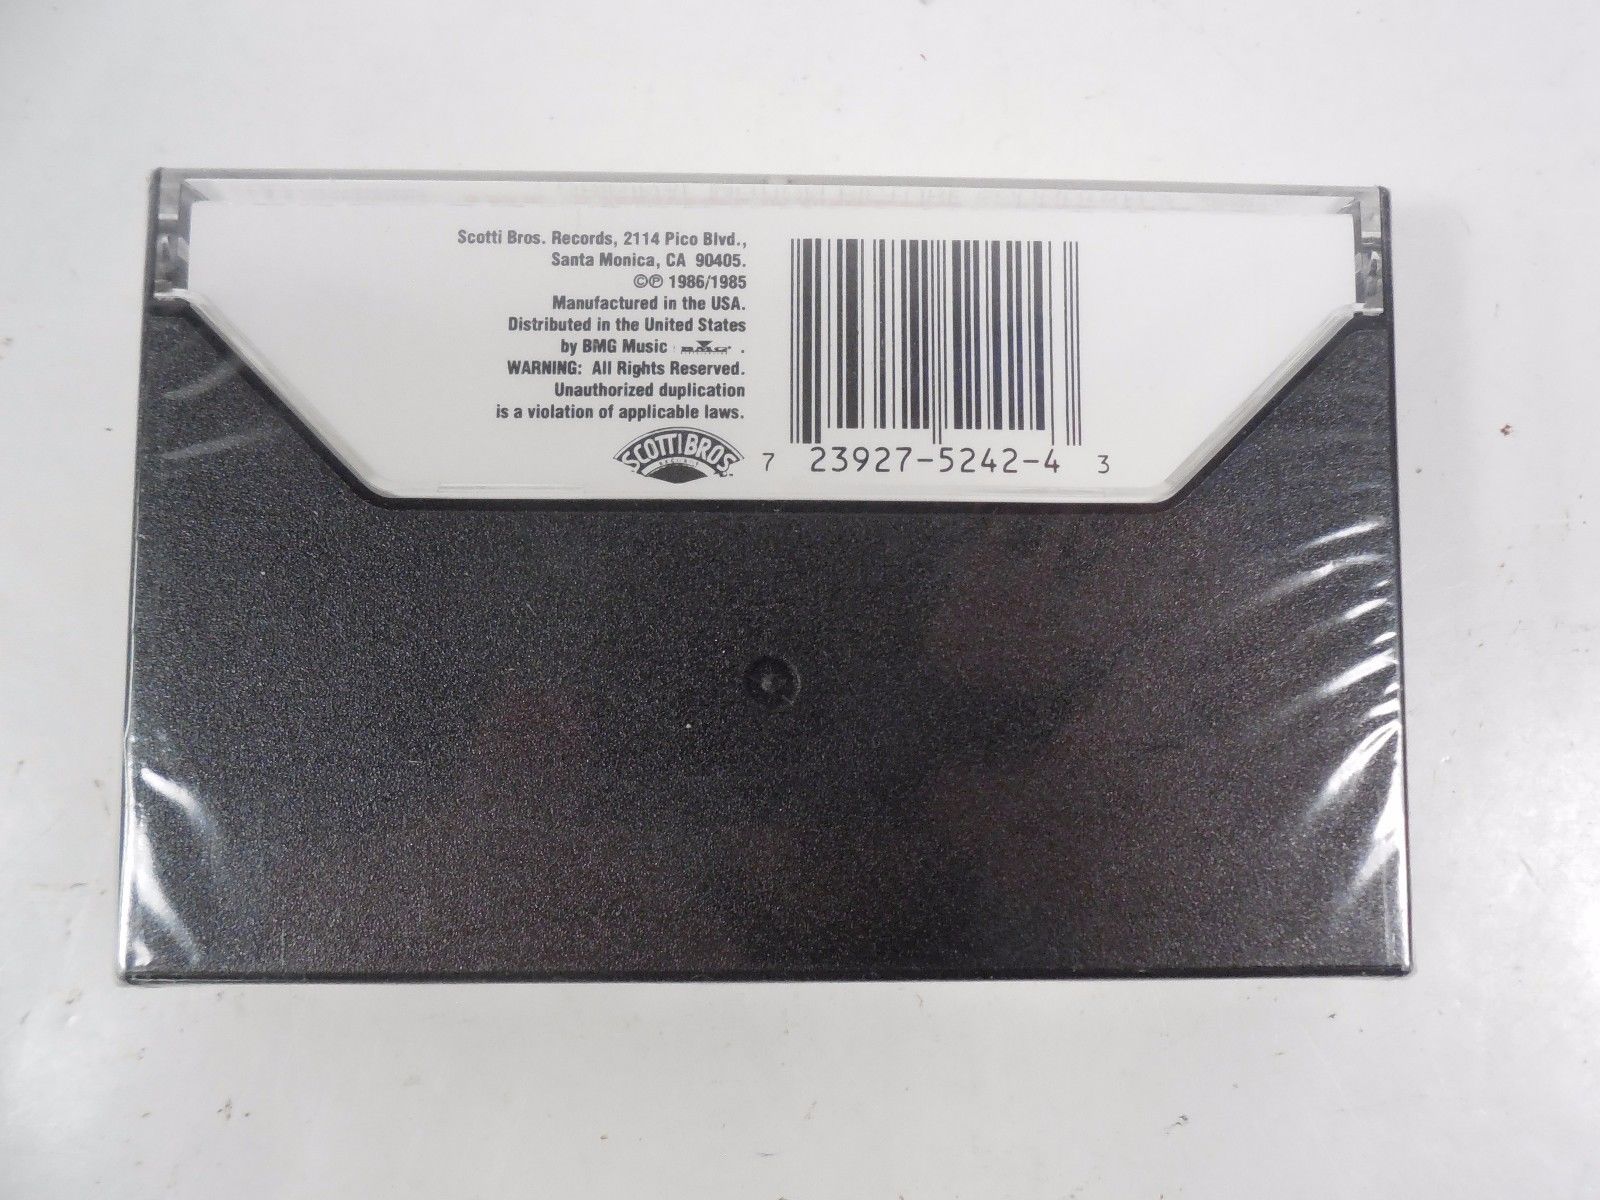 Scotti Bros. Records, 2114 Pico Blvd.,
Santa Monica, CA 90405.
©℗ 1986/1985
Manufactured in the USA.
Distributed in the United States
by BMG Music BMG .
WARNING: All Rights Reserved.
Unauthorized duplication
is a violation of applicable laws.
SCOTTI BROS.
7 23927-5242-4 3